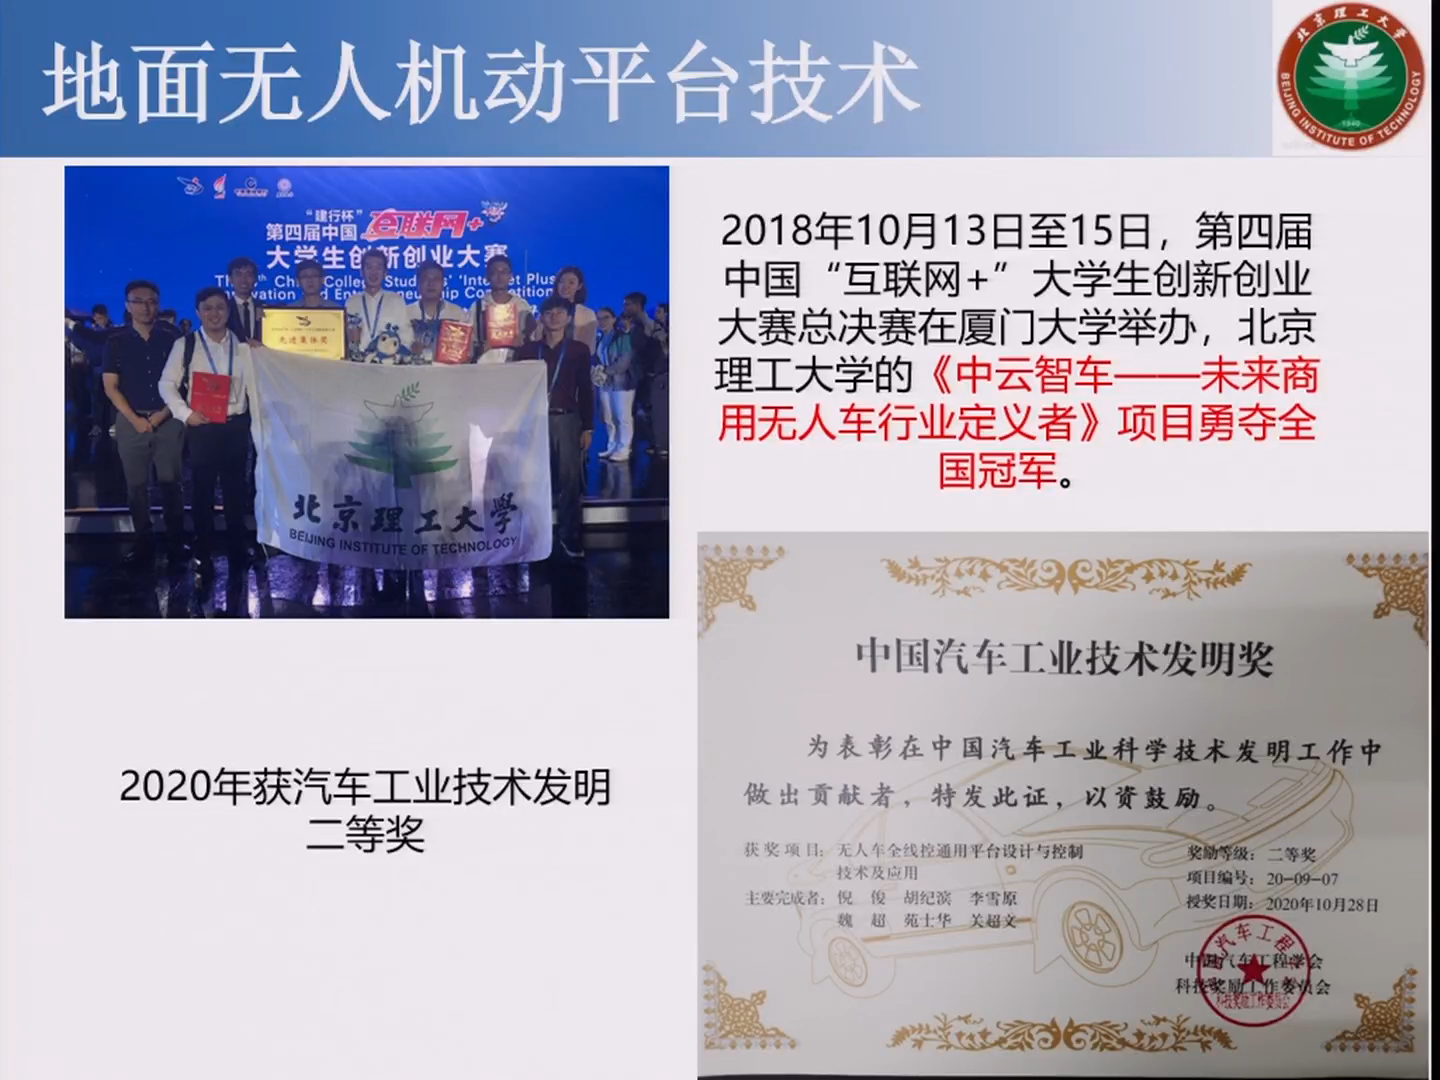 地面无人机动平台技术
北京理工大学
BEIJING INSTITUTE OF TECHNOLOGY
1940
“建行杯”
第四届中国 互联网+
大学生创新创业大赛
先进集体奖
北京理工大學
BEIJING INSTITUTE OF TECHNOLOGY
2018年10月13日至15日，第四届
中国“互联网+”大学生创新创业
大赛总决赛在厦门大学举办，北京
理工大学的《中云智车——未来商
用无人车行业定义者》项目勇夺全
国冠军。
2020年获汽车工业技术发明
二等奖
中国汽车工业技术发明奖
为表彰在中国汽车工业科学技术发明工作中
做出贡献者，特发此证，以资鼓励。
获奖项目：无人车全线控通用平台设计与控制
技术及应用
主要完成者：倪 俊 胡纪滨 李雪原
魏 超 苑士华 关超文
奖励等级：二等奖
项目编号：20-09-07
授奖日期：2020年10月28日
中国汽车工程学会
科技奖励工作委员会